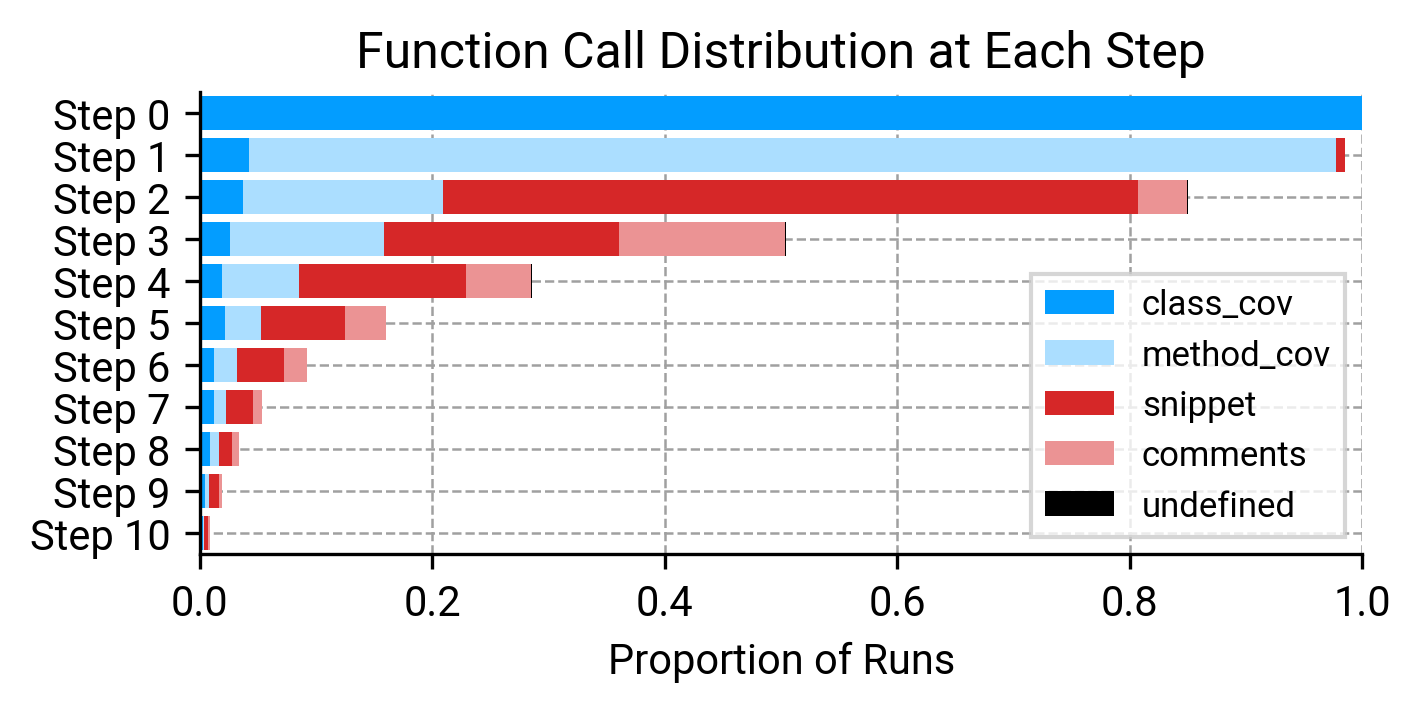 Function Call Distribution at Each Step
Step 0
Step 1
Step 2
Step 3
Step 4
Step 5
Step 6
Step 7
Step 8
Step 9
Step 10
class_cov
method_cov
snippet
comments
undefined
0.0 0.2 0.4 0.6 0.8 1.0
Proportion of Runs